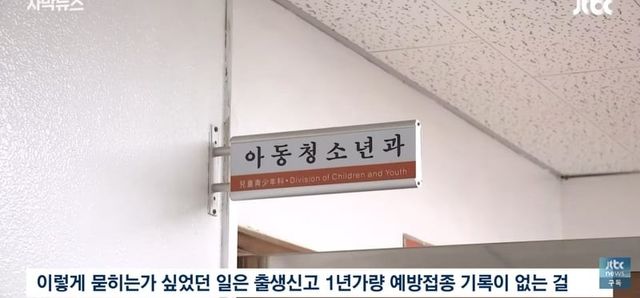 자막뉴스
jtbc
아동청소년과
兒童靑少年科 • Division of Children and Youth
이렇게 묻히는가 싶었던 일은 출생신고 1년가량 예방접종 기록이 없는 걸
jtbc
news
구독